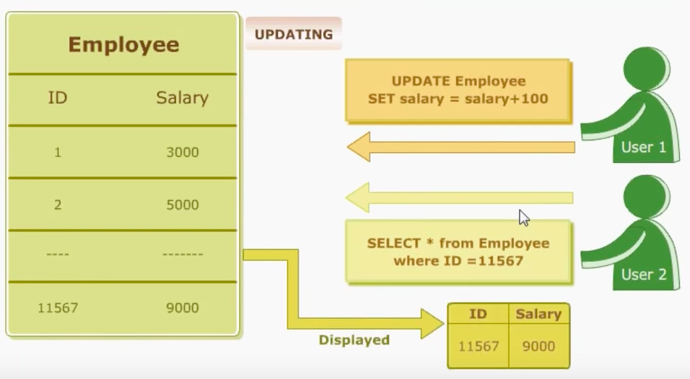 Employee
UPDATING
ID Salary
1 3000
2 5000
---- -------
11567 9000
UPDATE Employee
SET salary = salary+100
User 1
SELECT * from Employee
where ID =11567
User 2
Displayed
ID Salary
11567 9000